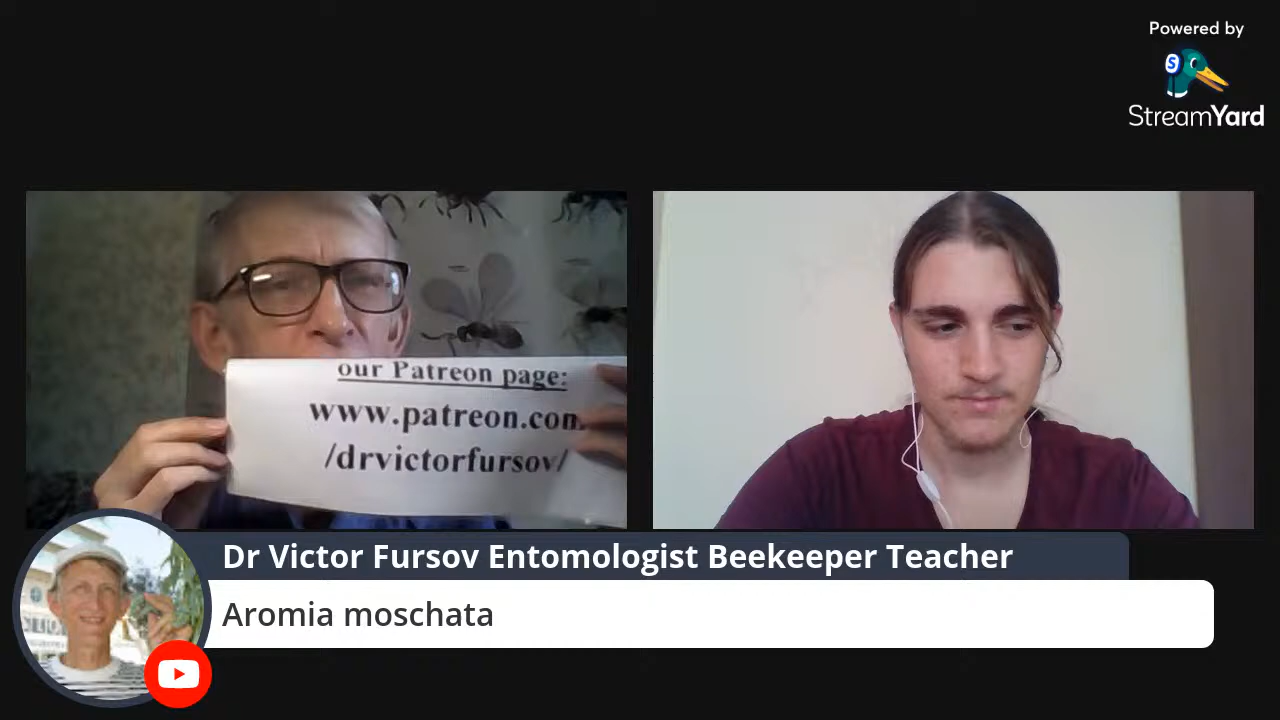 Powered by
StreamYard
our Patreon page:
www.patreon.com
/drvictorfursov/
Dr Victor Fursov Entomologist Beekeeper Teacher
Aromia moschata